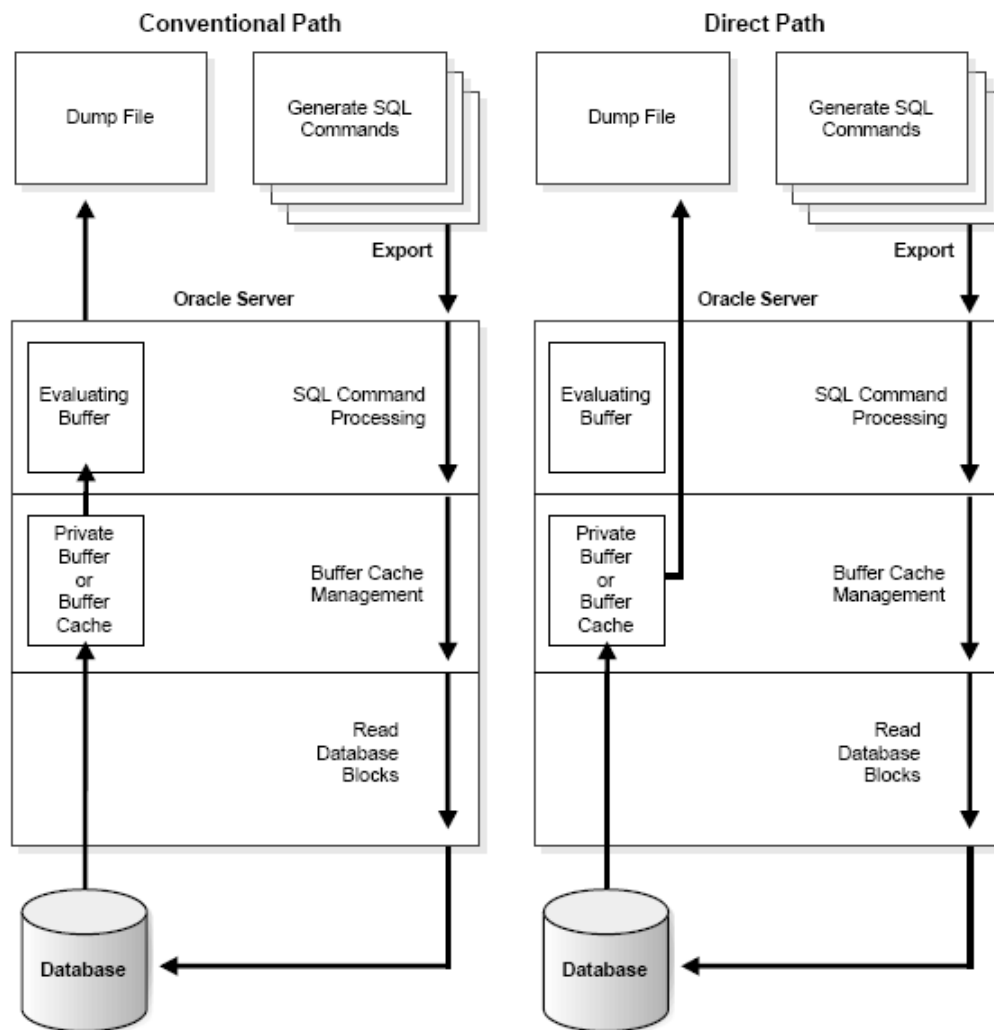 Conventional Path
Dump File
Generate SQL
Commands
Export
Oracle Server
Evaluating
Buffer
SQL Command
Processing
Private
Buffer
or
Buffer
Cache
Buffer Cache
Management
Read
Database
Blocks
Database
Direct Path
Dump File
Generate SQL
Commands
Export
Oracle Server
Evaluating
Buffer
SQL Command
Processing
Private
Buffer
or
Buffer
Cache
Buffer Cache
Management
Read
Database
Blocks
Database